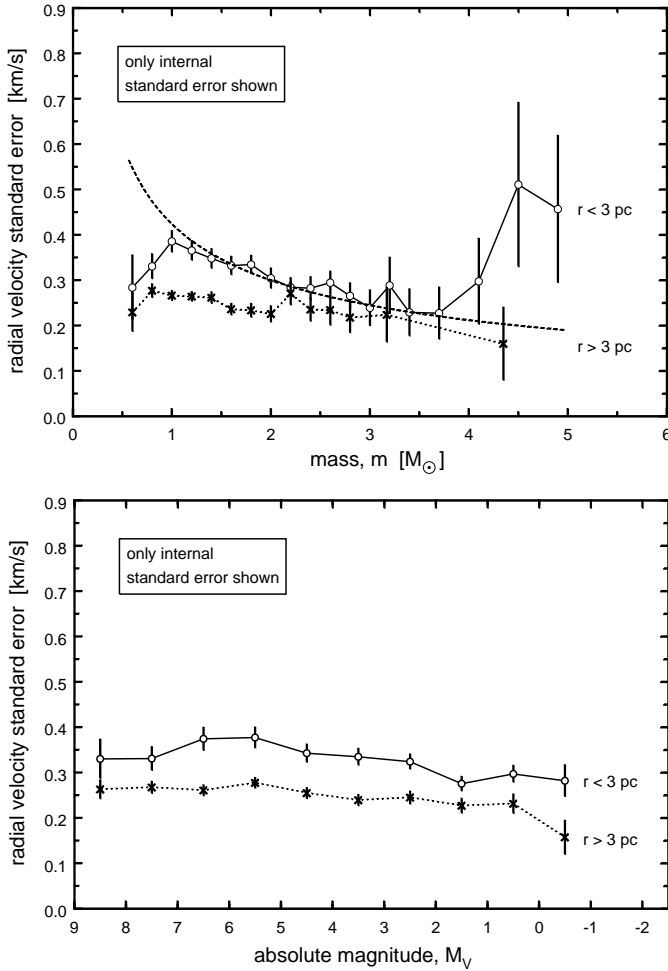 0.9
0.8
0.7
0.6
0.5
0.4
0.3
0.2
0.1
0.0
radial velocity standard error [km/s]
only internal
standard error shown
r < 3 pc
r > 3 pc
0 1 2 3 4 5 6
mass, m [M☉]
0.9
0.8
0.7
0.6
0.5
0.4
0.3
0.2
0.1
0.0
radial velocity standard error [km/s]
only internal
standard error shown
r < 3 pc
r > 3 pc
9 8 7 6 5 4 3 2 1 0 -1 -2
absolute magnitude, M_V